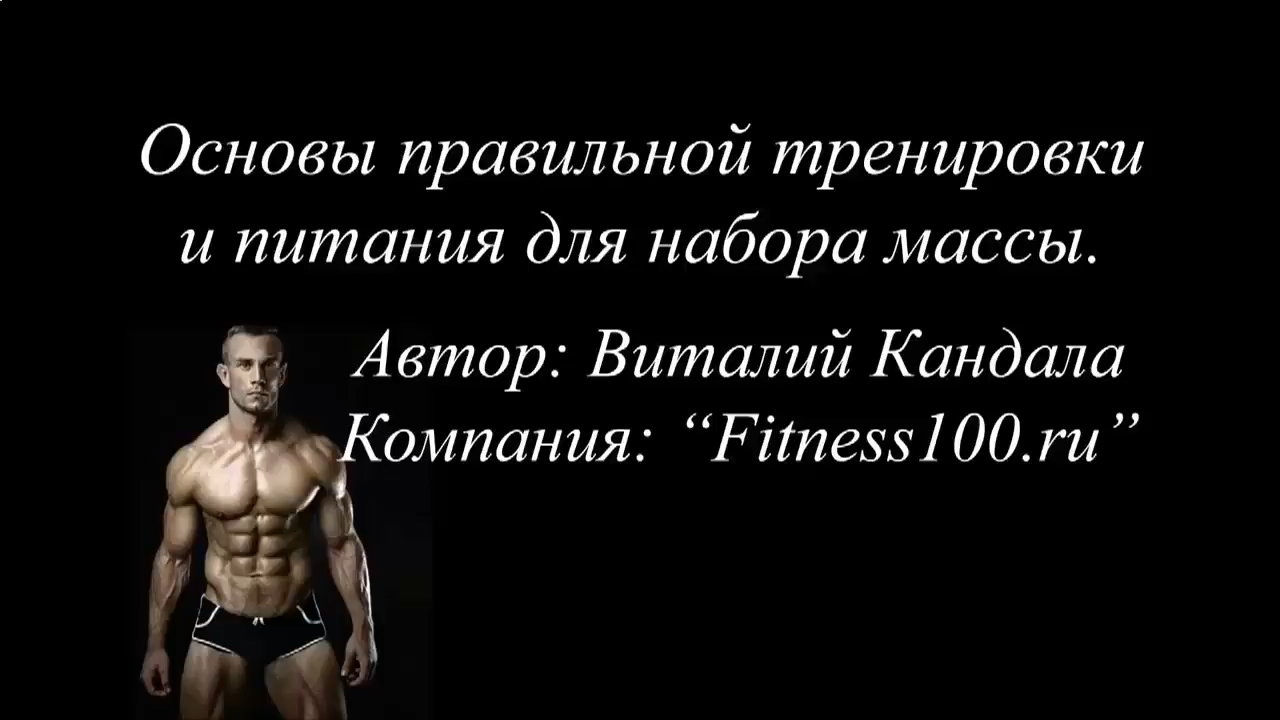 Основы правильной тренировки
и питания для набора массы.
Автор: Виталий Кандала
Компания: “Fitness100.ru”